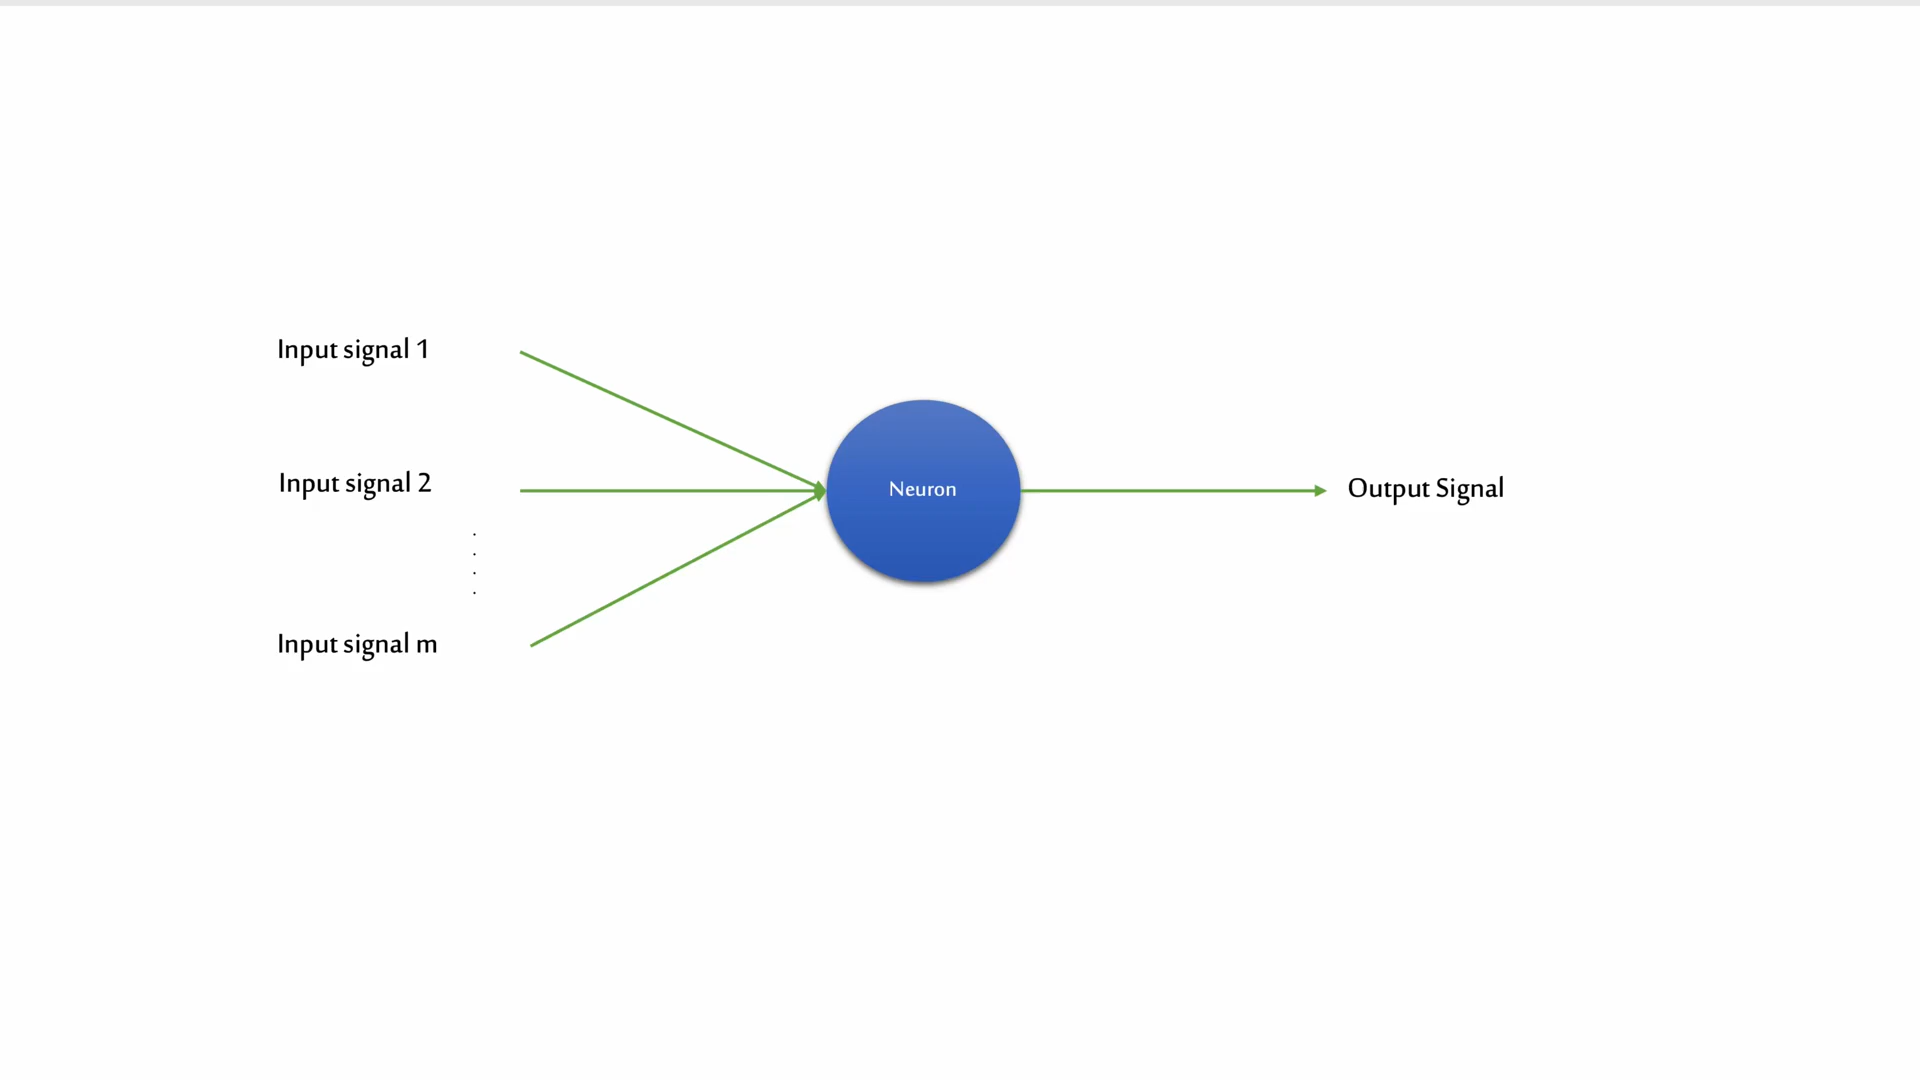 Input signal 1
Input signal 2
.
.
.
.
Input signal m
Neuron
Output Signal